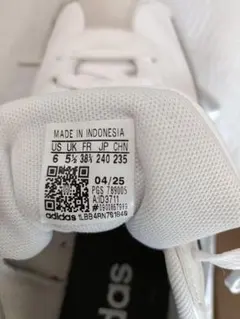 MADE IN INDONESIA
US UK FR JP CHN
6 5½ 38⅔ 240 235
04/25
PGS 789005
adidas
adidas